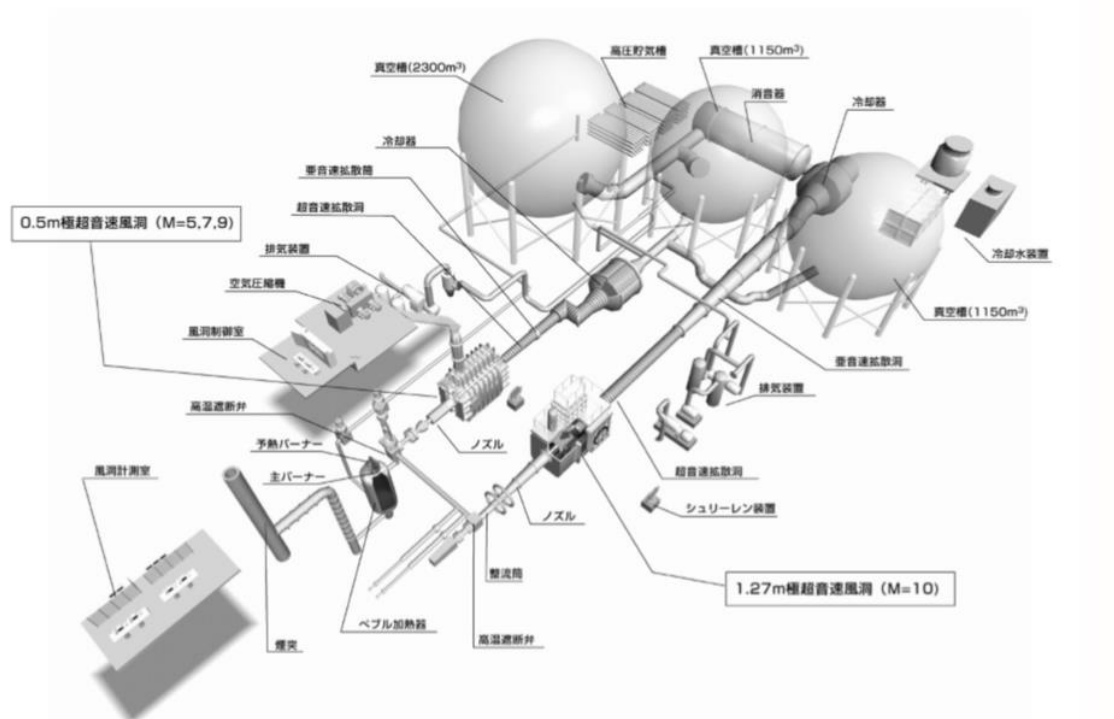 高圧貯気槽
真空槽(1150m³)
真空槽(2300m³)
消音器
冷却器
冷却器
亜音速拡散筒
超音速拡散洞
0.5m極超音速風洞（M=5,7,9）
排気装置
冷却水装置
空気圧縮機
真空槽(1150m³)
風洞制御室
亜音速拡散洞
排気装置
高温遮断弁
ノズル
予熱バーナー
風洞計測室
主バーナー
超音速拡散洞
シュリーレン装置
ノズル
整流筒
1.27m極超音速風洞（M=10）
ペブル加熱器
高温遮断弁
煙突